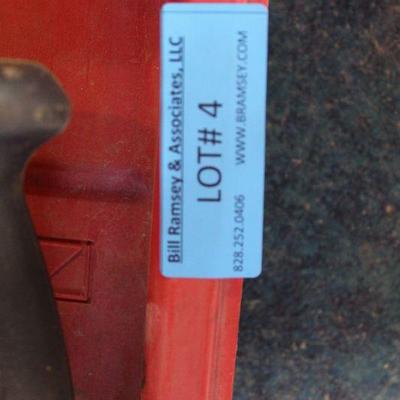 Bill Ramsey & Associates, LLC
LOT# 4
828.252.0406 WWW.BRAMSEY.COM